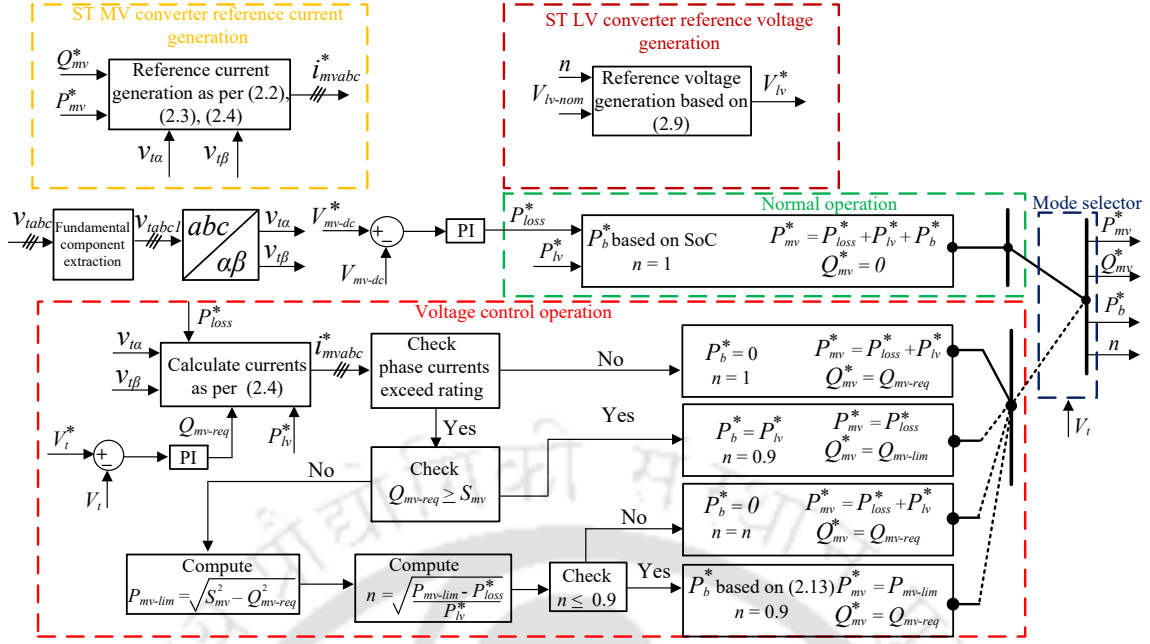 ST MV converter reference current
generation
Q*mv
P*mv
Reference current
generation as per (2.2),
(2.3), (2.4)
i*mvabc
vtα
vtβ
ST LV converter reference voltage
generation
n
Vlv-nom
Reference voltage
generation based on
(2.9)
V*lv
vtabc
Fundamental
component
extraction
vtabc1
abc
αβ
vtα
vtβ
V*mv-dc
Vmv-dc
PI
P*loss
P*lv
Normal operation
P*b based on SoC
n = 1
P*mv = P*loss + P*lv + P*b
Q*mv = 0
Mode selector
P*mv
Q*mv
P*b
n
Vt
Voltage control operation
P*loss
vtα
vtβ
Calculate currents
as per (2.4)
i*mvabc
Qmv-req
P*lv
V*t
Vt
PI
Check
phase currents
exceed rating
No
Yes
P*b = 0
n = 1
P*mv = P*loss + P*lv
Q*mv = Qmv-req
Check
Qmv-req ≥ Smv
Yes
No
P*b = P*lv
n = 0.9
P*mv = P*loss
Q*mv = Qmv-lim
Compute
Pmv-lim = √(S²mv − Q²mv-req)
Compute
n = √((Pmv-lim - P*loss) / P*lv)
Check
n ≤ 0.9
No
Yes
P*b = 0
n = n
P*mv = P*loss + P*lv
Q*mv = Qmv-req
P*b based on (2.13)
n = 0.9
P*mv = Pmv-lim
Q*mv = Qmv-req